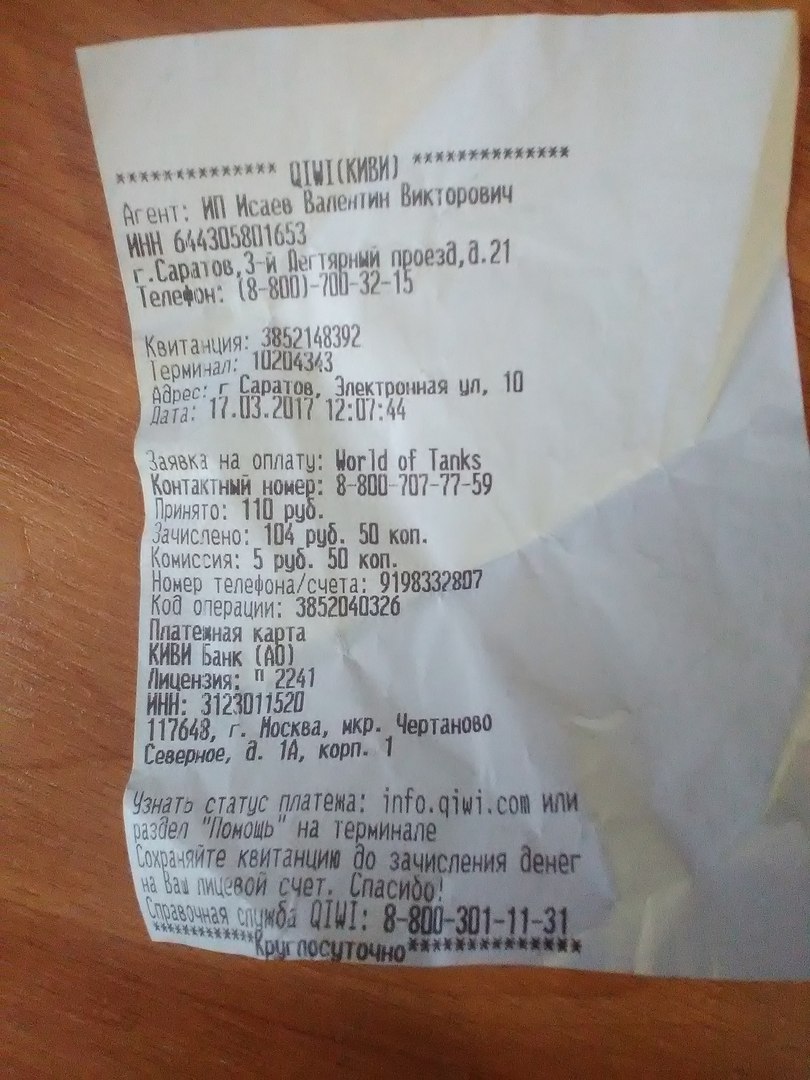 ************** QIWI(КИВИ) **************
Агент: ИП Исаев Валентин Викторович
ИНН 644305801653
г.Саратов,3-й Дегтярный проезд,д.21
Телефон: (8-800)-700-32-15
Квитанция: 3852148392
Терминал: 10204343
Адрес: г Саратов, Электронная ул, 10
Дата: 17.03.2017 12:07:44
Заявка на оплату: World of Tanks
Контактный номер: 8-800-707-77-59
Принято: 110 руб.
Зачислено: 104 руб. 50 коп.
Комиссия: 5 руб. 50 коп.
Номер телефона/счета: 9198332807
Код операции: 3852040326
Платежная карта
КИВИ Банк (АО)
Лицензия: п 2241
ИНН: 3123011520
117648, г. Москва, мкр. Чертаново
Северное, д. 1А, корп. 1
Узнать статус платежа: info.qiwi.com или
раздел "Помощь" на терминале
Сохраняйте квитанцию до зачисления денег
на Ваш лицевой счет. Спасибо!
Справочная служба QIWI: 8-800-301-11-31
**************Круглосуточно**************